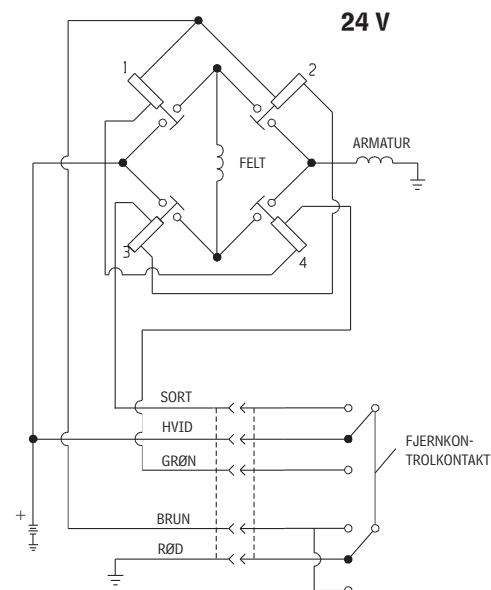 24 V
1
2
ARMATUR
FELT
3
4
SORT
HVID
GRØN
FJERNKON-
TROLKONTAKT
+
BRUN
RØD